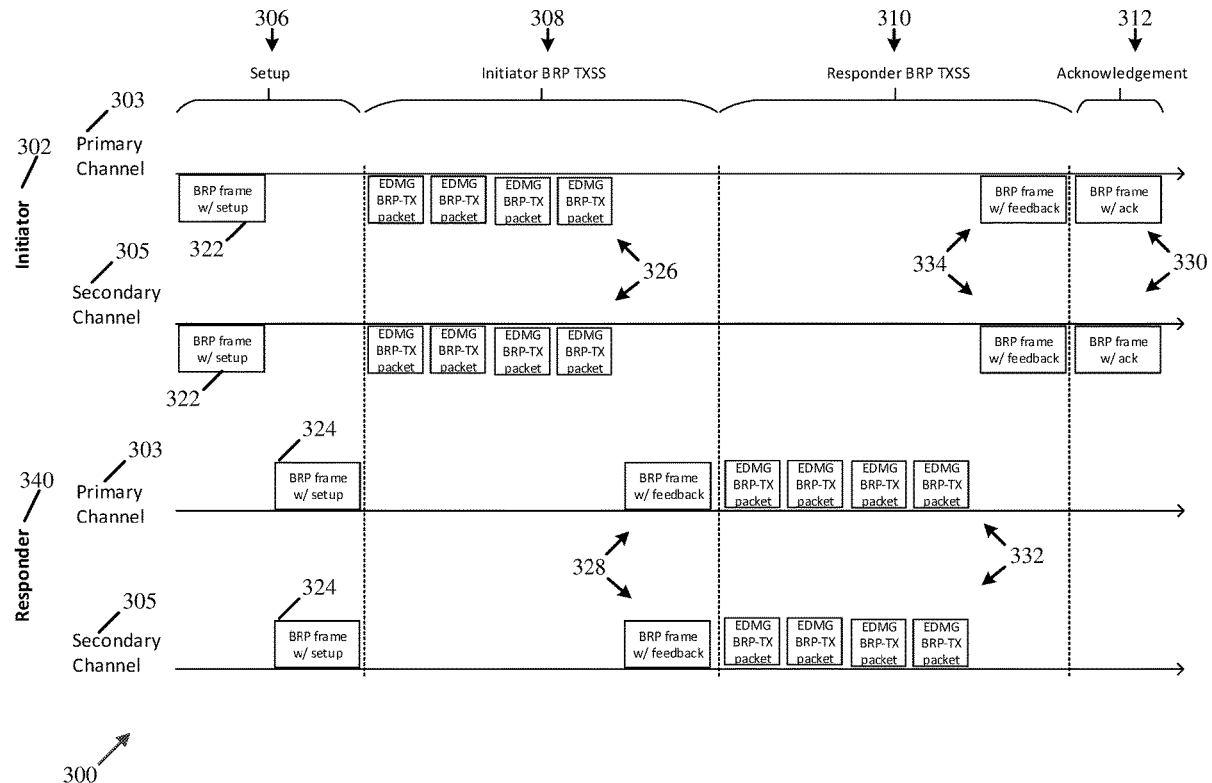 306
308
310
312
Setup
Initiator BRP TXSS
Responder BRP TXSS
Acknowledgement
303
302
Primary
Channel
Initiator
BRP frame
w/ setup
EDMG
BRP-TX
packet
EDMG
BRP-TX
packet
EDMG
BRP-TX
packet
EDMG
BRP-TX
packet
BRP frame
w/ feedback
BRP frame
w/ ack
322
305
326
334
330
Secondary
Channel
BRP frame
w/ setup
EDMG
BRP-TX
packet
EDMG
BRP-TX
packet
EDMG
BRP-TX
packet
EDMG
BRP-TX
packet
BRP frame
w/ feedback
BRP frame
w/ ack
322
324
303
340
Primary
Channel
Responder
BRP frame
w/ setup
BRP frame
w/ feedback
EDMG
BRP-TX
packet
EDMG
BRP-TX
packet
EDMG
BRP-TX
packet
EDMG
BRP-TX
packet
328
332
324
305
Secondary
Channel
BRP frame
w/ setup
BRP frame
w/ feedback
EDMG
BRP-TX
packet
EDMG
BRP-TX
packet
EDMG
BRP-TX
packet
EDMG
BRP-TX
packet
300